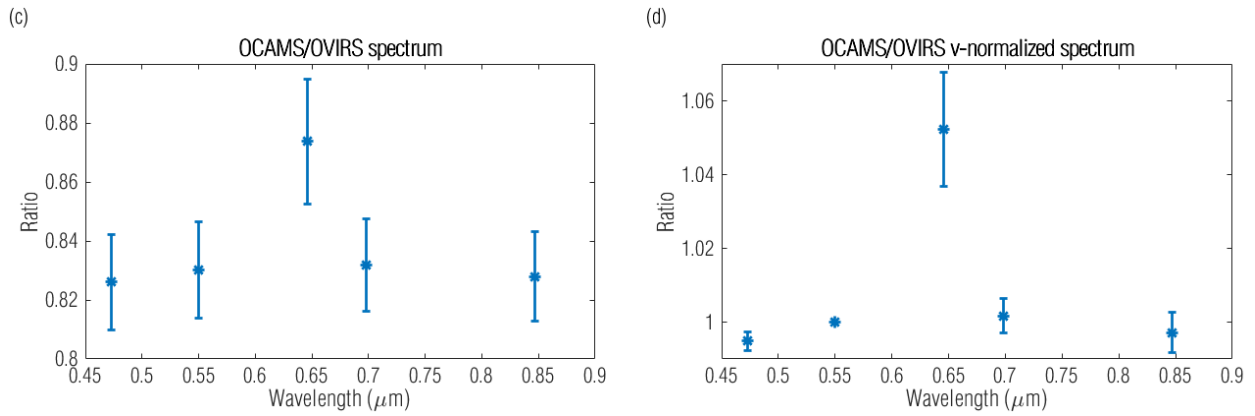 (c)
OCAMS/OVIRS spectrum
0.9
0.88
0.86
0.84
0.82
0.8
Ratio
0.45 0.5 0.55 0.6 0.65 0.7 0.75 0.8 0.85 0.9
Wavelength (μm)
(d)
OCAMS/OVIRS v-normalized spectrum
1.06
1.04
1.02
1
Ratio
0.45 0.5 0.55 0.6 0.65 0.7 0.75 0.8 0.85 0.9
Wavelength (μm)